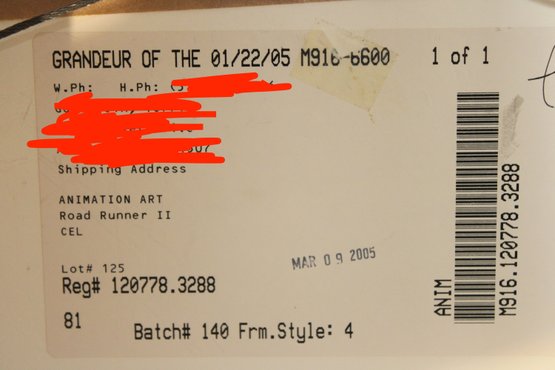 GRANDEUR OF THE 01/22/05 M916-6600 1 of 1
W.Ph: H.Ph:
Shipping Address
ANIMATION ART
Road Runner II
CEL
Lot# 125
MAR 09 2005
Reg# 120778.3288
81
Batch# 140 Frm.Style: 4
ANIM
M916.120778.3288